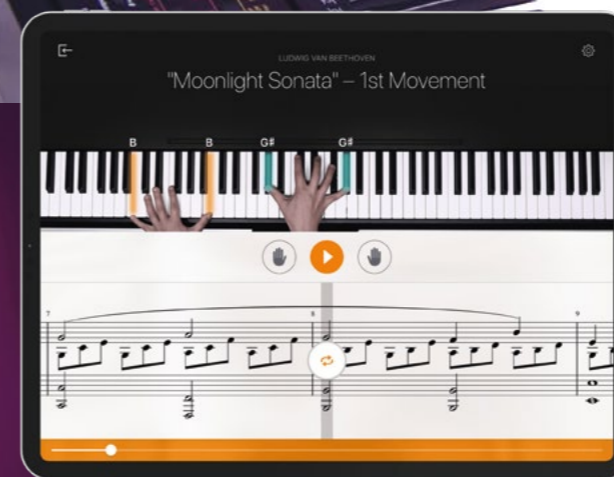 LUDWIG VAN BEETHOVEN
"Moonlight Sonata" – 1st Movement
B B G# G#
7 8 9